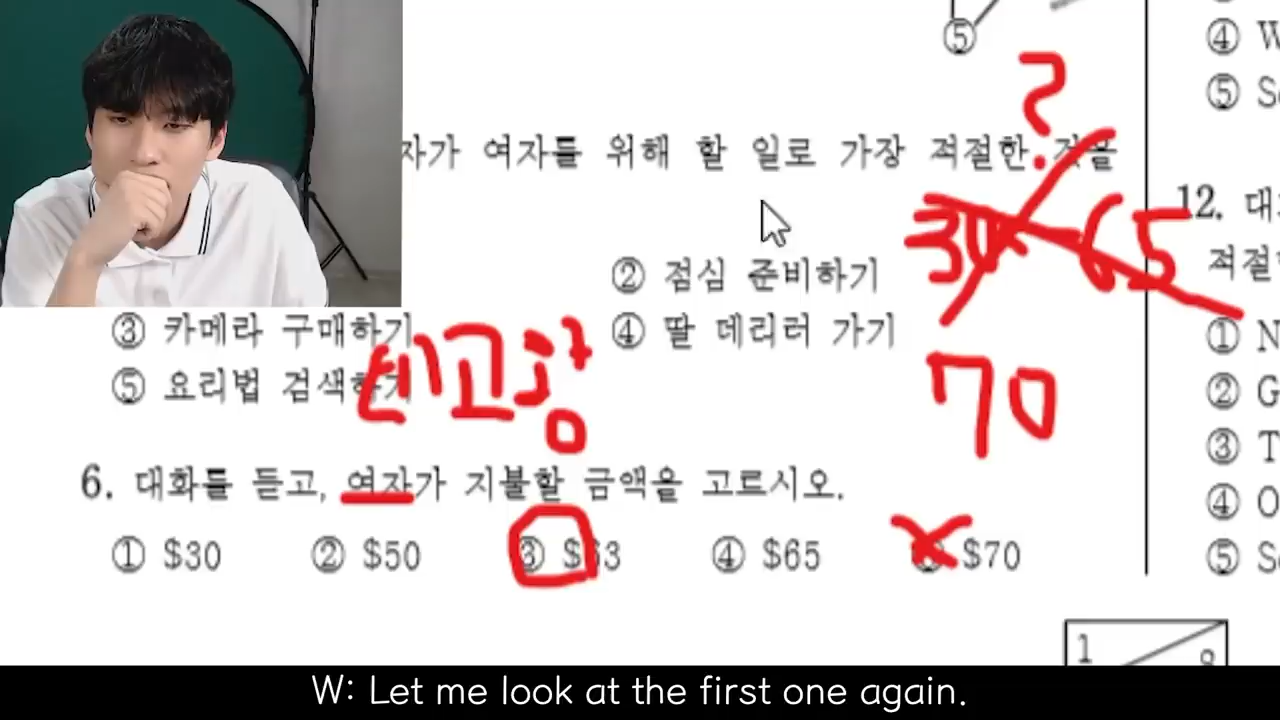 ⑤
④ W
⑤ S
?
자가 여자를 위해 할 일로 가장 적절한 것을
30 65
12. 대
적절한
② 점심 준비하기
③ 카메라 구매하기
④ 딸 데리러 가기
① N
⑤ 요리법 검색하기
70
② G
③ T
6. 대화를 듣고, 여자가 지불할 금액을 고르시오.
④ O
① $30 ② $50 ③ $63 ④ $65 $70
⑤ S
1
W: Let me look at the first one again.